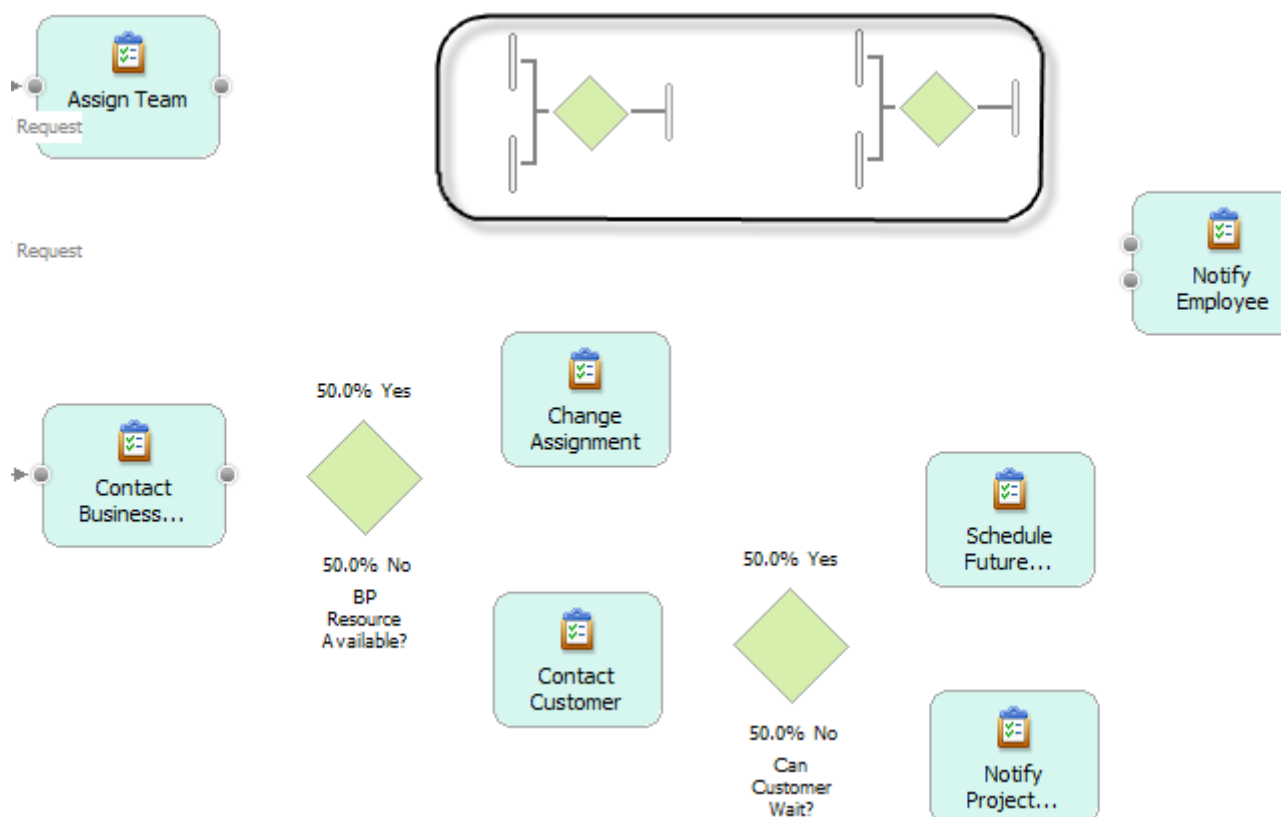 Assign Team
Request
Request
Notify
Employee
50.0% Yes
Change
Assignment
Contact
Business...
50.0% No
BP
Resource
Available?
50.0% Yes
Schedule
Future...
Contact
Customer
50.0% No
Can
Customer
Wait?
Notify
Project...